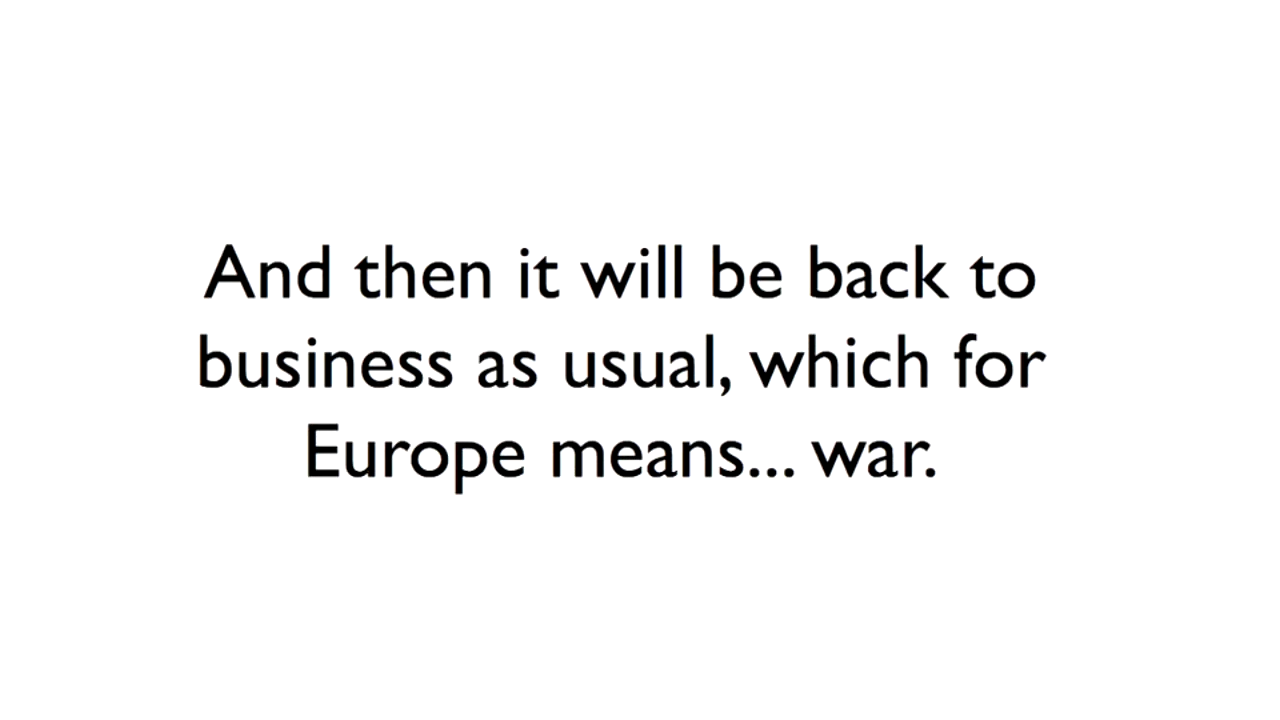 And then it will be back to
business as usual, which for
Europe means... war.